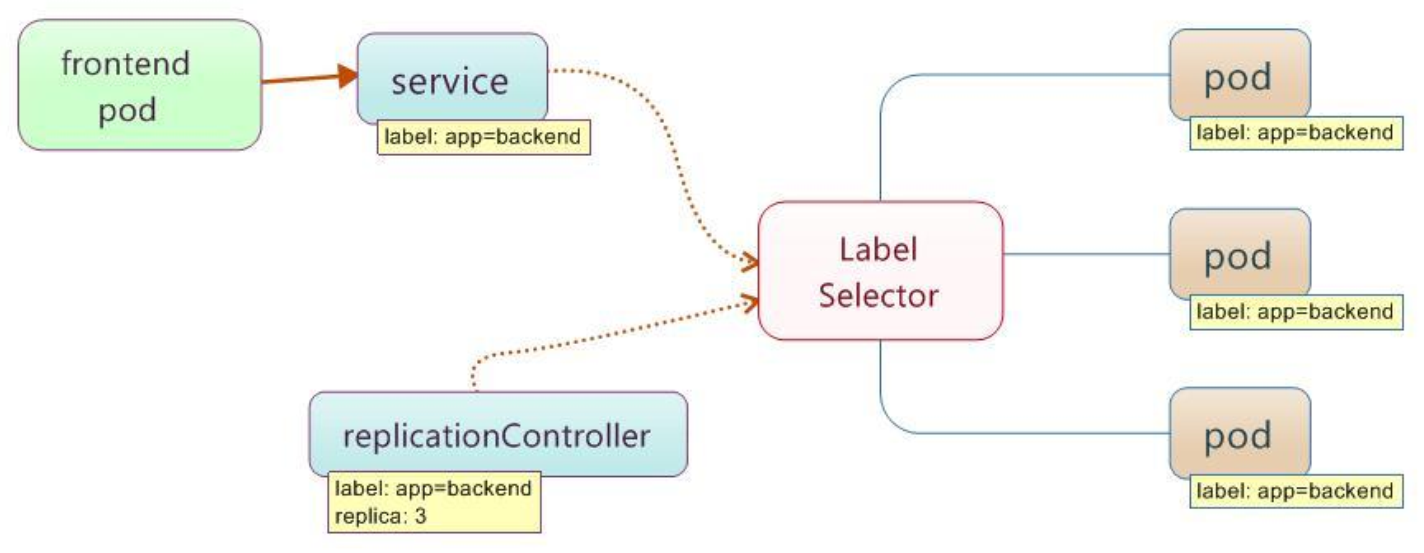 frontend
pod
service
label: app=backend
pod
label: app=backend
Label
Selector
pod
label: app=backend
replicationController
label: app=backend
replica: 3
pod
label: app=backend